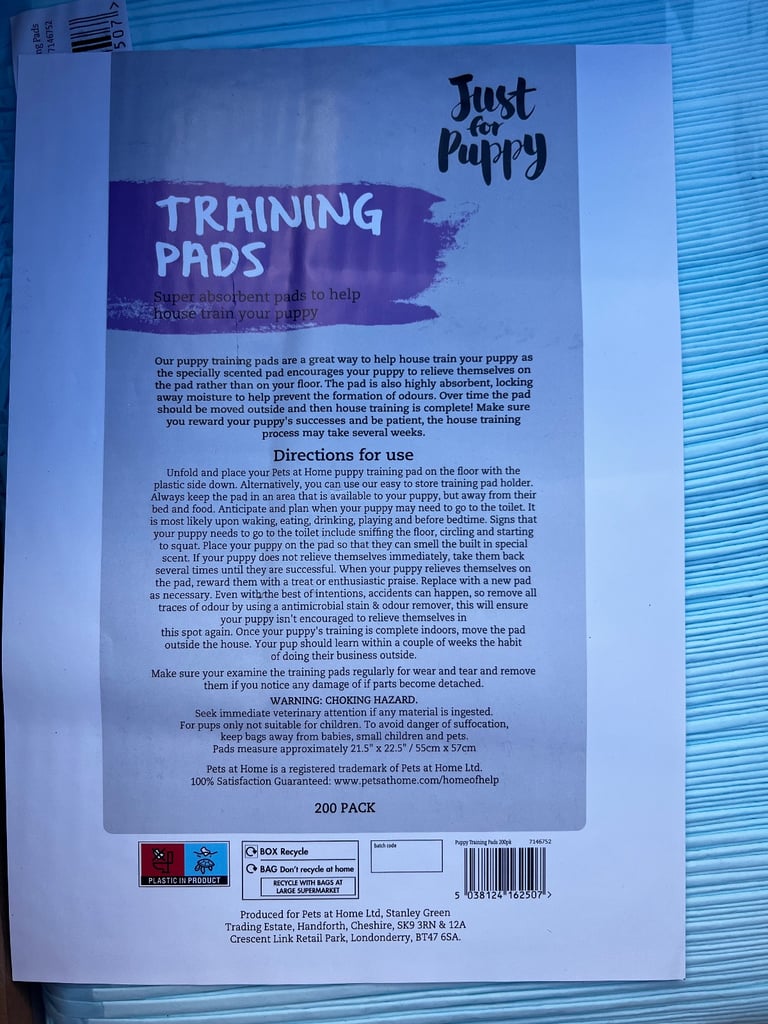 ng Pads
7146752
507>
Just
for
Puppy
TRAINING
PADS
Super absorbent pads to help
house train your puppy
Our puppy training pads are a great way to help house train your puppy as
the specially scented pad encourages your puppy to relieve themselves on
the pad rather than on your floor. The pad is also highly absorbent, locking
away moisture to help prevent the formation of odours. Over time the pad
should be moved outside and then house training is complete! Make sure
you reward your puppy's successes and be patient, the house training
process may take several weeks.
Directions for use
Unfold and place your Pets at Home puppy training pad on the floor with the
plastic side down. Alternatively, you can use our easy to store training pad holder.
Always keep the pad in an area that is available to your puppy, but away from their
bed and food. Anticipate and plan when your puppy may need to go to the toilet. It
is most likely upon waking, eating, drinking, playing and before bedtime. Signs that
your puppy needs to go to the toilet include sniffing the floor, circling and starting
to squat. Place your puppy on the pad so that they can smell the built in special
scent. If your puppy does not relieve themselves immediately, take them back
several times until they are successful. When your puppy relieves themselves on
the pad, reward them with a treat or enthusiastic praise. Replace with a new pad
as necessary. Even with the best of intentions, accidents can happen, so remove all
traces of odour by using a antimicrobial stain & odour remover, this will ensure
your puppy isn't encouraged to relieve themselves in
this spot again. Once your puppy's training is complete indoors, move the pad
outside the house. Your pup should learn within a couple of weeks the habit
of doing their business outside.
Make sure your examine the training pads regularly for wear and tear and remove
them if you notice any damage of if parts become detached.
WARNING: CHOKING HAZARD.
Seek immediate veterinary attention if any material is ingested.
For pups only not suitable for children. To avoid danger of suffocation,
keep bags away from babies, small children and pets.
Pads measure approximately 21.5" x 22.5" / 55cm x 57cm
Pets at Home is a registered trademark of Pets at Home Ltd.
100% Satisfaction Guaranteed: www.petsathome.com/homeofhelp
200 PACK
PLASTIC IN PRODUCT
BOX Recycle
BAG Don't recycle at home
RECYCLE WITH BAGS AT
LARGE SUPERMARKET
batch code
Puppy Training Pads 200pk 7146752
5 038124 162507 >
Produced for Pets at Home Ltd, Stanley Green
Trading Estate, Handforth, Cheshire, SK9 3RN & 12A
Crescent Link Retail Park, Londonderry, BT47 6SA.